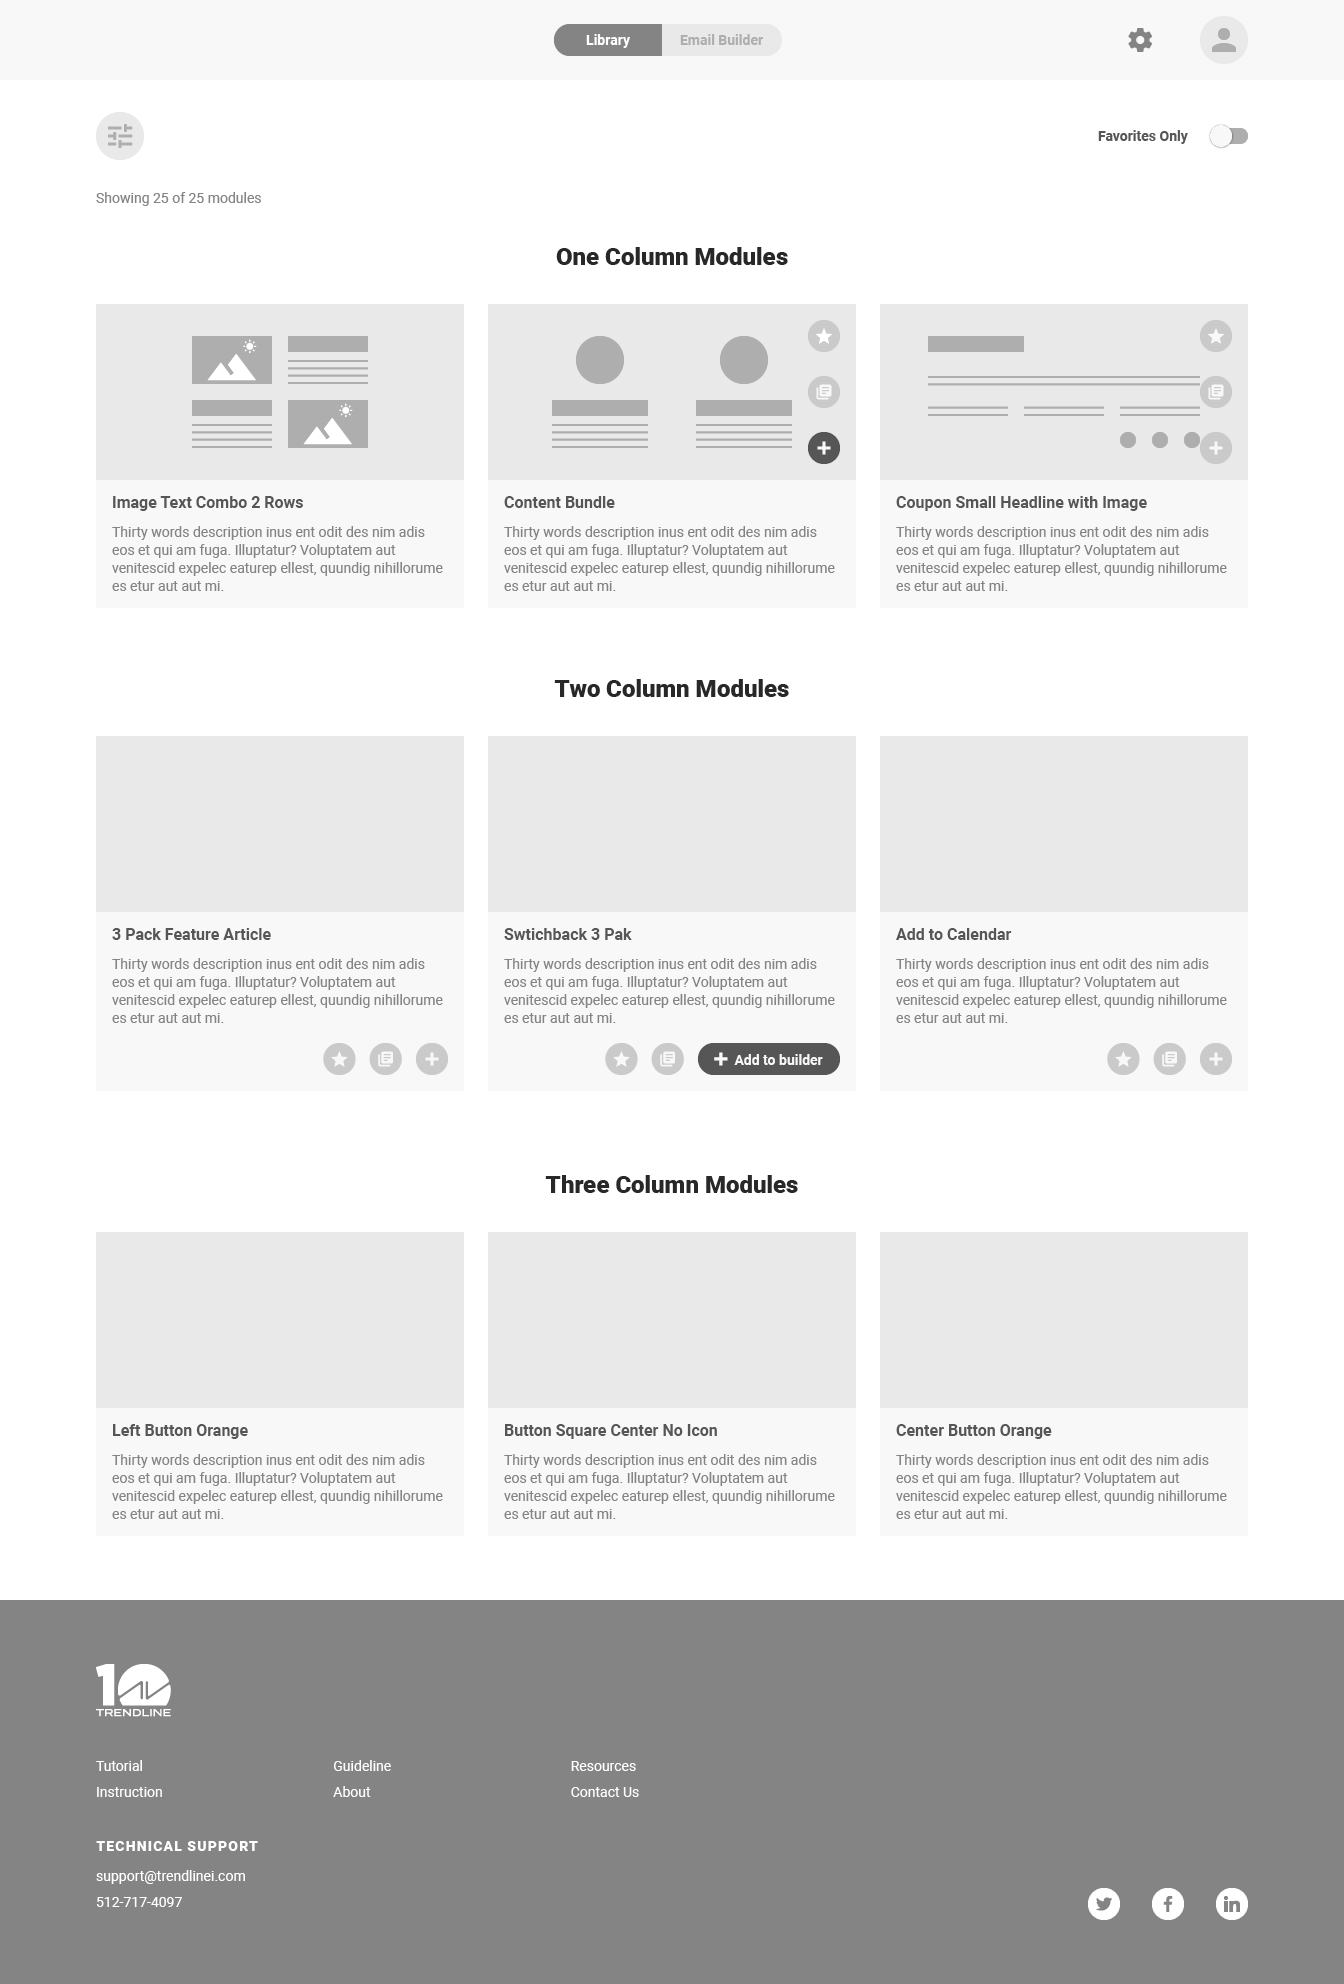 Library
Email Builder
Favorites Only
Showing 25 of 25 modules
One Column Modules
Image Text Combo 2 Rows
Thirty words description inus ent odit des nim adis
eos et qui am fuga. Illuptatur? Voluptatem aut
venitescid expelec eaturep ellest, quundig nihillorume
es etur aut aut mi.
Content Bundle
Thirty words description inus ent odit des nim adis
eos et qui am fuga. Illuptatur? Voluptatem aut
venitescid expelec eaturep ellest, quundig nihillorume
es etur aut aut mi.
Coupon Small Headline with Image
Thirty words description inus ent odit des nim adis
eos et qui am fuga. Illuptatur? Voluptatem aut
venitescid expelec eaturep ellest, quundig nihillorume
es etur aut aut mi.
Two Column Modules
3 Pack Feature Article
Thirty words description inus ent odit des nim adis
eos et qui am fuga. Illuptatur? Voluptatem aut
venitescid expelec eaturep ellest, quundig nihillorume
es etur aut aut mi.
Swtichback 3 Pak
Thirty words description inus ent odit des nim adis
eos et qui am fuga. Illuptatur? Voluptatem aut
venitescid expelec eaturep ellest, quundig nihillorume
es etur aut aut mi.
Add to builder
Add to Calendar
Thirty words description inus ent odit des nim adis
eos et qui am fuga. Illuptatur? Voluptatem aut
venitescid expelec eaturep ellest, quundig nihillorume
es etur aut aut mi.
Three Column Modules
Left Button Orange
Thirty words description inus ent odit des nim adis
eos et qui am fuga. Illuptatur? Voluptatem aut
venitescid expelec eaturep ellest, quundig nihillorume
es etur aut aut mi.
Button Square Center No Icon
Thirty words description inus ent odit des nim adis
eos et qui am fuga. Illuptatur? Voluptatem aut
venitescid expelec eaturep ellest, quundig nihillorume
es etur aut aut mi.
Center Button Orange
Thirty words description inus ent odit des nim adis
eos et qui am fuga. Illuptatur? Voluptatem aut
venitescid expelec eaturep ellest, quundig nihillorume
es etur aut aut mi.
10
TRENDLINE
Tutorial
Instruction
Guideline
About
Resources
Contact Us
TECHNICAL SUPPORT
support@trendlinei.com
512-717-4097